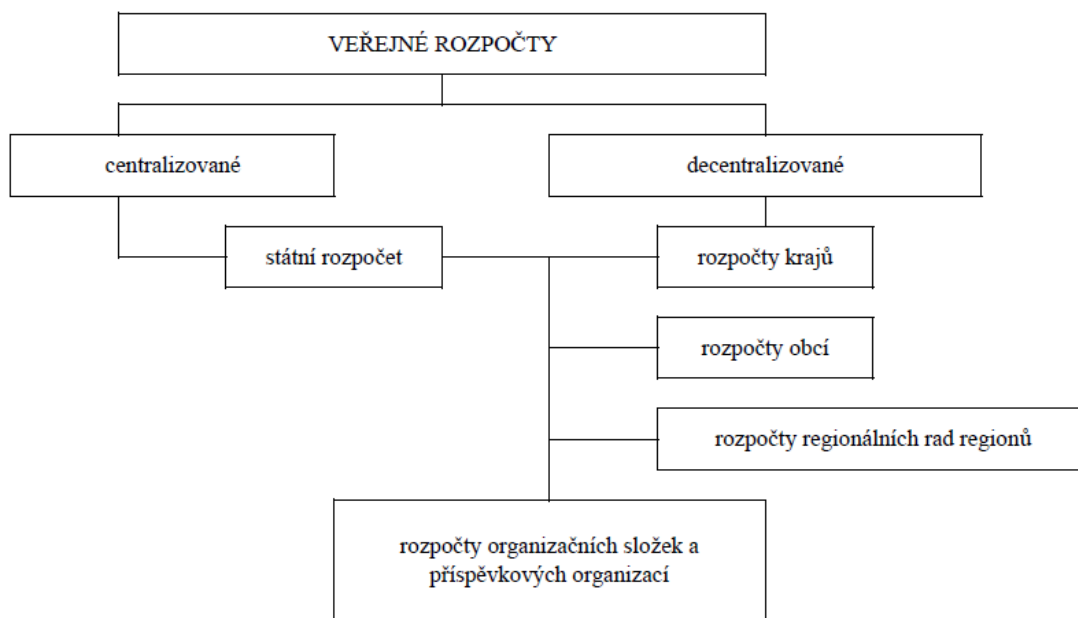 VEŘEJNÉ ROZPOČTY
centralizované
decentralizované
státní rozpočet
rozpočty krajů
rozpočty obcí
rozpočty regionálních rad regionů
rozpočty organizačních složek a
příspěvkových organizací